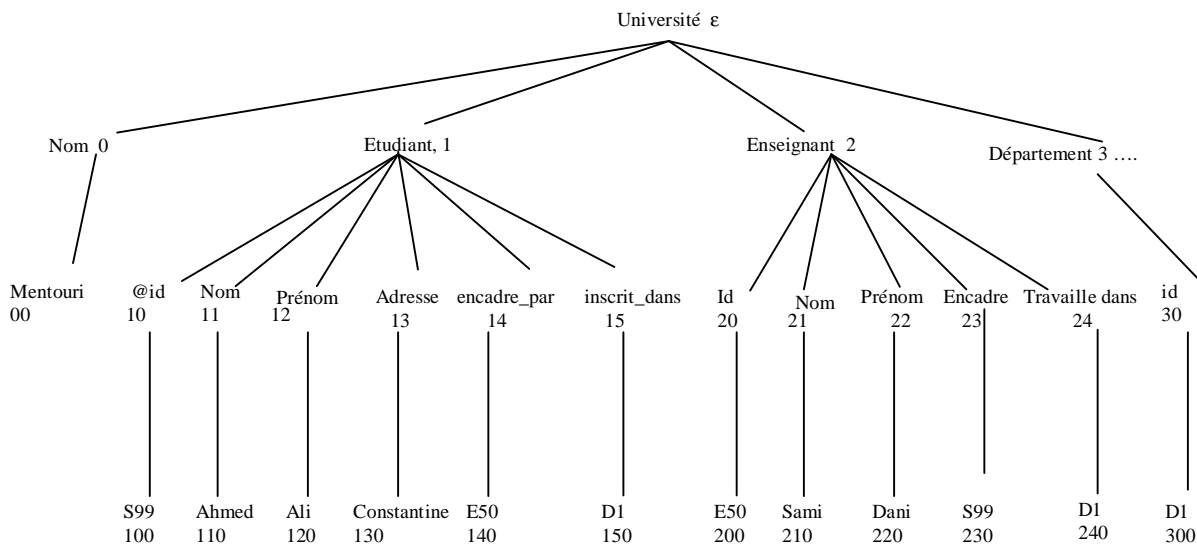 Université ε
Nom 0
Etudiant, 1
Enseignant 2
Département 3 ....
Mentouri
00
@id
10
Nom
11
Prénom
12
Adresse
13
encadre_par
14
inscrit_dans
15
Id
20
Nom
21
Prénom
22
Encadre
23
Travaille dans
24
id
30
S99
100
Ahmed
110
Ali
120
Constantine
130
E50
140
D1
150
E50
200
Sami
210
Dani
220
S99
230
D1
240
D1
300